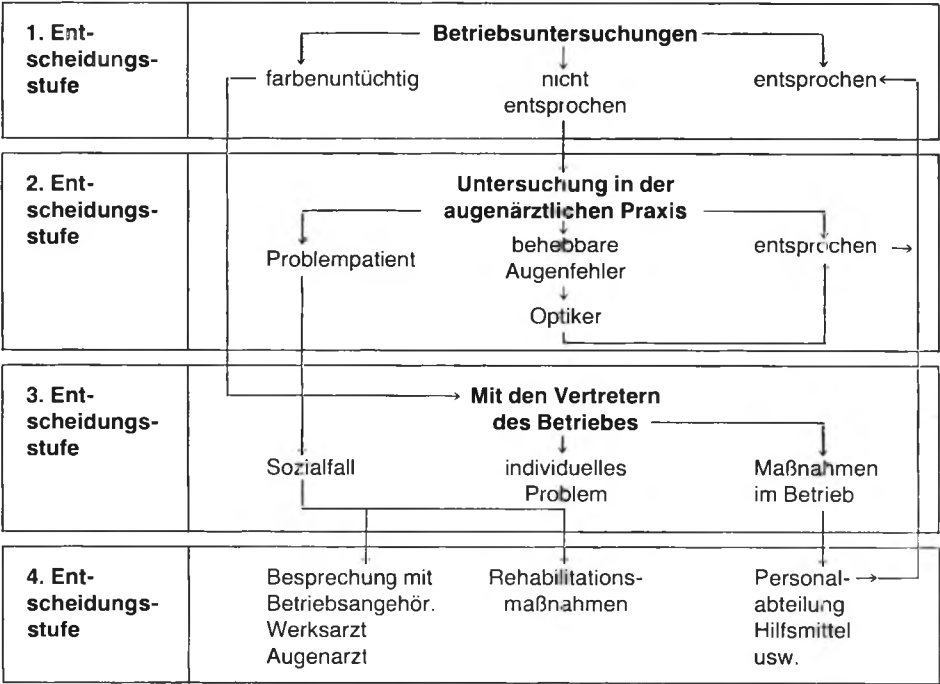 1. Ent-
scheidungs-
stufe
Betriebsuntersuchungen
farbenuntüchtig
nicht
entsprochen
entsprochen
2. Ent-
scheidungs-
stufe
Untersuchung in der
augenärztlichen Praxis
Problempatient
behebbare
Augenfehler
Optiker
entsprochen
3. Ent-
scheidungs-
stufe
Mit den Vertretern
des Betriebes
Sozialfall
individuelles
Problem
Maßnahmen
im Betrieb
4. Ent-
scheidungs-
stufe
Besprechung mit
Betriebsangehör.
Werksarzt
Augenarzt
Rehabilitations-
maßnahmen
Personal-
abteilung
Hilfsmittel
usw.